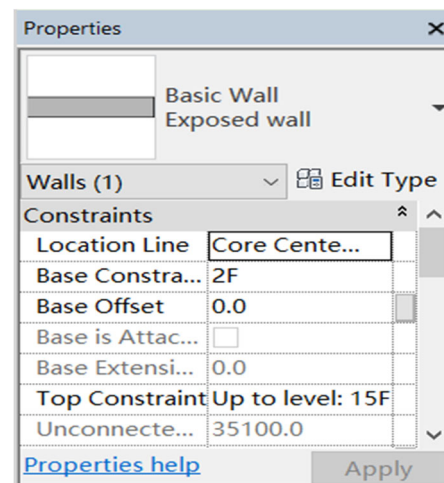 Properties
Basic Wall
Exposed wall
Walls (1)
Edit Type
Constraints
Location Line Core Cente...
Base Constra... 2F
Base Offset 0.0
Base is Attac...
Base Extensi... 0.0
Top Constraint Up to level: 15F
Unconnecte... 35100.0
Properties help
Apply